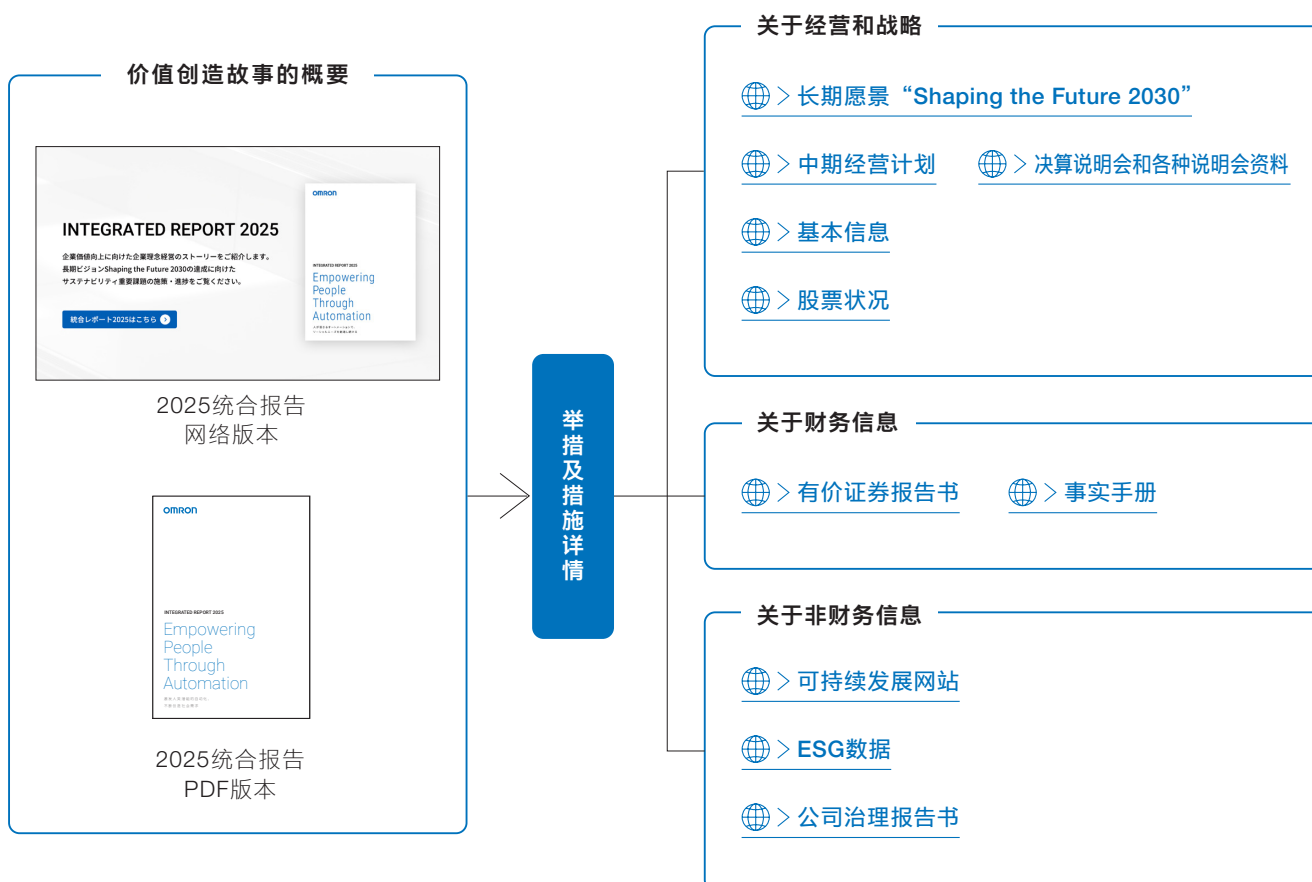 价值创造故事的概要
OMRON
INTEGRATED REPORT 2025
企業価値向上に向けた企業理念経営のストーリーをご紹介します。
長期ビジョンShaping the Future 2030の達成に向けた
サステナビリティ重要課題の施策・進捗をご覧ください。
統合レポート2025はこちら
INTEGRATED REPORT 2025
Empowering
People
Through
Automation
2025统合报告
网络版本
OMRON
INTEGRATED REPORT 2025
Empowering
People
Through
Automation
2025统合报告
PDF版本
举措及措施详情
关于经营和战略
＞长期愿景“Shaping the Future 2030”
＞中期经营计划 ＞决算说明会和各种说明会资料
＞基本信息
＞股票状况
关于财务信息
＞有价证券报告书 ＞事实手册
关于非财务信息
＞可持续发展网站
＞ESG数据
＞公司治理报告书